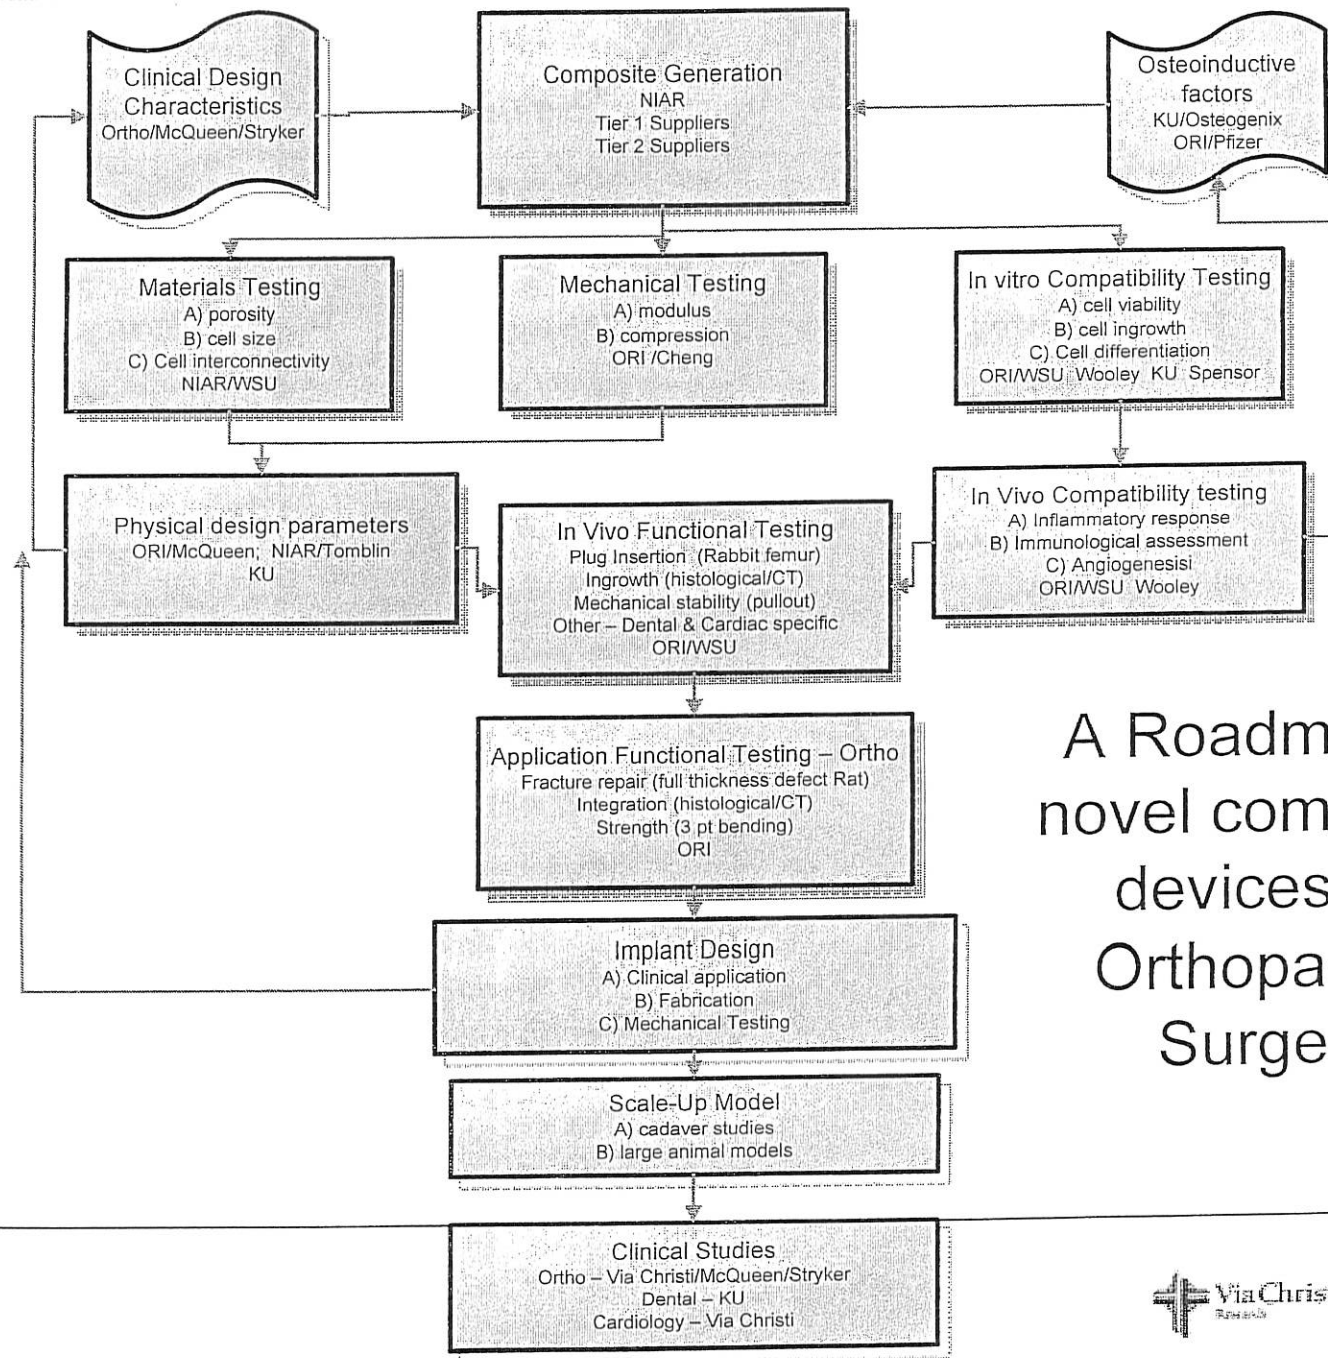 Clinical Design
Characteristics
Ortho/McQueen/Stryker
Composite Generation
NIAR
Tier 1 Suppliers
Tier 2 Suppliers
Osteoinductive
factors
KU/Osteogenix
ORI/Pfizer
Materials Testing
A) porosity
B) cell size
C) Cell interconnectivity
NIAR/WSU
Mechanical Testing
A) modulus
B) compression
ORI /Cheng
In vitro Compatibility Testing
A) cell viability
B) cell ingrowth
C) Cell differentiation
ORI/WSU Wooley KU Spensor
Physical design parameters
ORI/McQueen; NIAR/Tomblin
KU
In Vivo Functional Testing
Plug Insertion (Rabbit femur)
Ingrowth (histological/CT)
Mechanical stability (pullout)
Other – Dental & Cardiac specific
ORI/WSU
In Vivo Compatibility testing
A) Inflammatory response
B) Immunological assessment
C) Angiogenesisi
ORI/WSU Wooley
Application Functional Testing – Ortho
Fracture repair (full thickness defect Rat)
Integration (histological/CT)
Strength (3 pt bending)
ORI
A Roadm
novel com
devices
Orthopa
Surge
Implant Design
A) Clinical application
B) Fabrication
C) Mechanical Testing
Scale-Up Model
A) cadaver studies
B) large animal models
Clinical Studies
Ortho – Via Christi/McQueen/Stryker
Dental – KU
Cardiology – Via Christi
Via Chris
Research